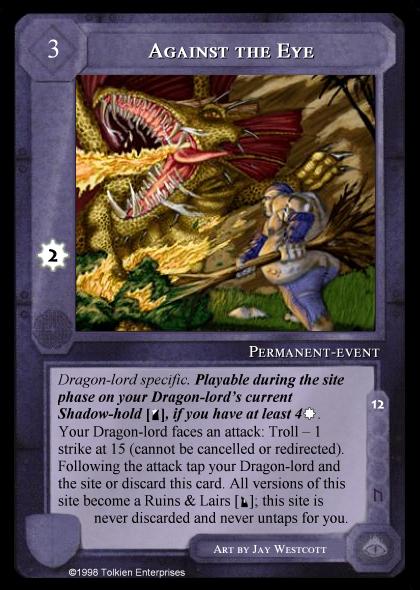 3
AGAINST THE EYE
2
PERMANENT-EVENT
Dragon-lord specific. Playable during the site
phase on your Dragon-lord's current
Shadow-hold [], if you have at least 4.
Your Dragon-lord faces an attack: Troll – 1
strike at 15 (cannot be cancelled or redirected).
Following the attack tap your Dragon-lord and
the site or discard this card. All versions of
this site become a Ruins & Lairs []; this site is
never discarded and never untaps for you.
12
ART BY JAY WESTCOTT
©1998 Tolkien Enterprises